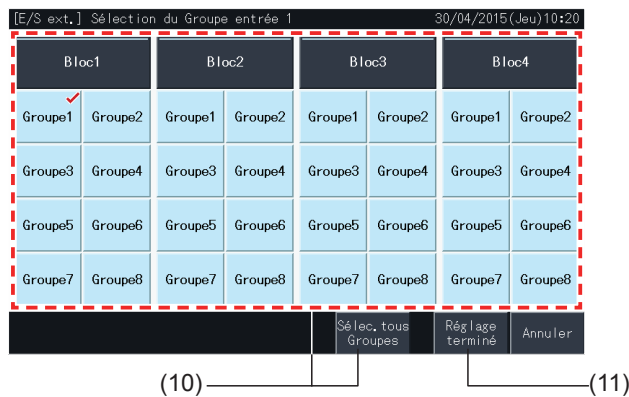 [E/S ext.] Sélection du Groupe entrée 1 30/04/2015(Jeu)10:20
Bloc1 Bloc2 Bloc3 Bloc4
Groupe1 Groupe2 Groupe1 Groupe2 Groupe1 Groupe2 Groupe1 Groupe2
Groupe3 Groupe4 Groupe3 Groupe4 Groupe3 Groupe4 Groupe3 Groupe4
Groupe5 Groupe6 Groupe5 Groupe6 Groupe5 Groupe6 Groupe5 Groupe6
Groupe7 Groupe8 Groupe7 Groupe8 Groupe7 Groupe8 Groupe7 Groupe8
Sélec.tous Groupes
Réglage terminé
Annuler
(10) (11)